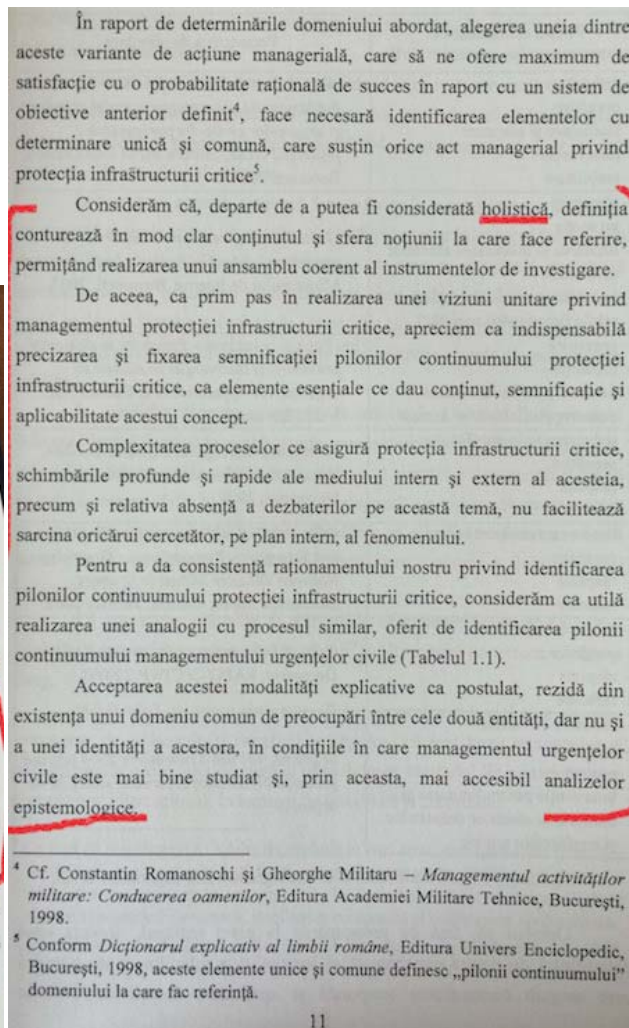 În raport de determinările domeniului abordat, alegerea uneia dintre
aceste variante de acțiune managerială, care să ne ofere maximum de
satisfacție cu o probabilitate rațională de succes în raport cu un sistem de
obiective anterior definit⁴, face necesară identificarea elementelor cu
determinare unică și comună, care susțin orice act managerial privind
protecția infrastructurii critice⁵.
Considerăm că, departe de a putea fi considerată holistică, definiția
conturează în mod clar conținutul și sfera noțiunii la care face referire,
permițând realizarea unui ansamblu coerent al instrumentelor de investigare.
De aceea, ca prim pas în realizarea unei viziuni unitare privind
managementul protecției infrastructurii critice, apreciem ca indispensabilă
precizarea și fixarea semnificației pilonilor continuumului protecției
infrastructurii critice, ca elemente esențiale ce dau conținut, semnificație și
aplicabilitate acestui concept.
Complexitatea proceselor ce asigură protecția infrastructurii critice,
schimbările profunde și rapide ale mediului intern și extern al acesteia,
precum și relativa absență a dezbaterilor pe această temă, nu facilitează
sarcina oricărui cercetător, pe plan intern, al fenomenului.
Pentru a da consistență raționamentului nostru privind identificarea
pilonilor continuumului protecției infrastructurii critice, considerăm ca utilă
realizarea unei analogii cu procesul similar, oferit de identificarea pilonii
continuumului managementului urgențelor civile (Tabelul 1.1).
Acceptarea acestei modalități explicative ca postulat, rezidă din
existența unui domeniu comun de preocupări între cele două entități, dar nu și
a unei identități a acestora, în condițiile în care managementul urgențelor
civile este mai bine studiat și, prin aceasta, mai accesibil analizelor
epistemologice.
⁴ Cf. Constantin Romanoschi și Gheorghe Militaru – Managementul activităților
militare: Conducerea oamenilor, Editura Academiei Militare Tehnice, București,
1998.
⁵ Conform Dicționarul explicativ al limbii române, Editura Univers Enciclopedic,
București, 1998, aceste elemente unice și comune definesc „pilonii continuumului”
domeniului la care fac referință.
11